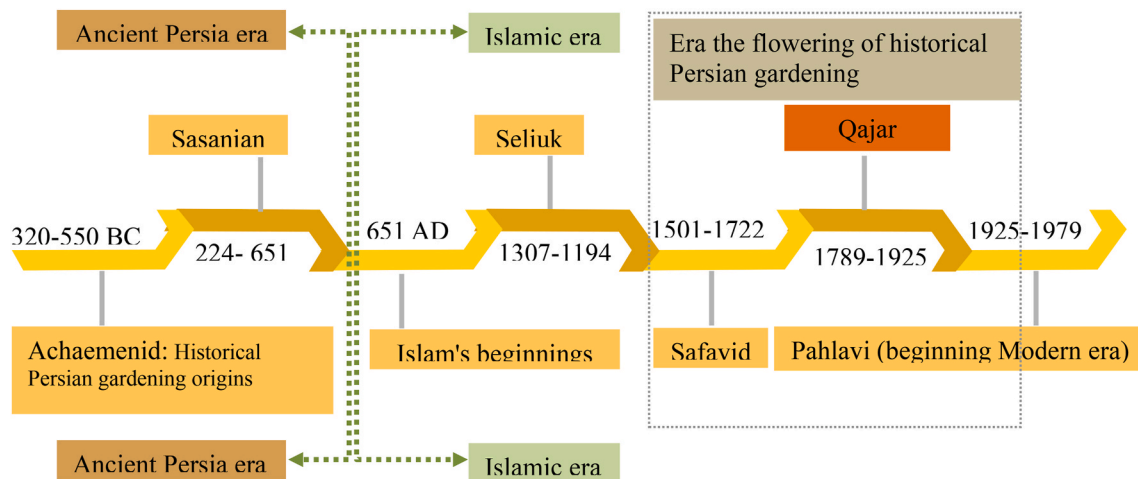 Ancient Persia era
Islamic era
Era the flowering of historical
Persian gardening
Sasanian
Seljuk
Qajar
320-550 BC
224- 651
651 AD
1307-1194
1501-1722
1789-1925
1925-1979
Achaemenid: Historical
Persian gardening origins
Islam's beginnings
Safavid
Pahlavi (beginning Modern era)
Ancient Persia era
Islamic era